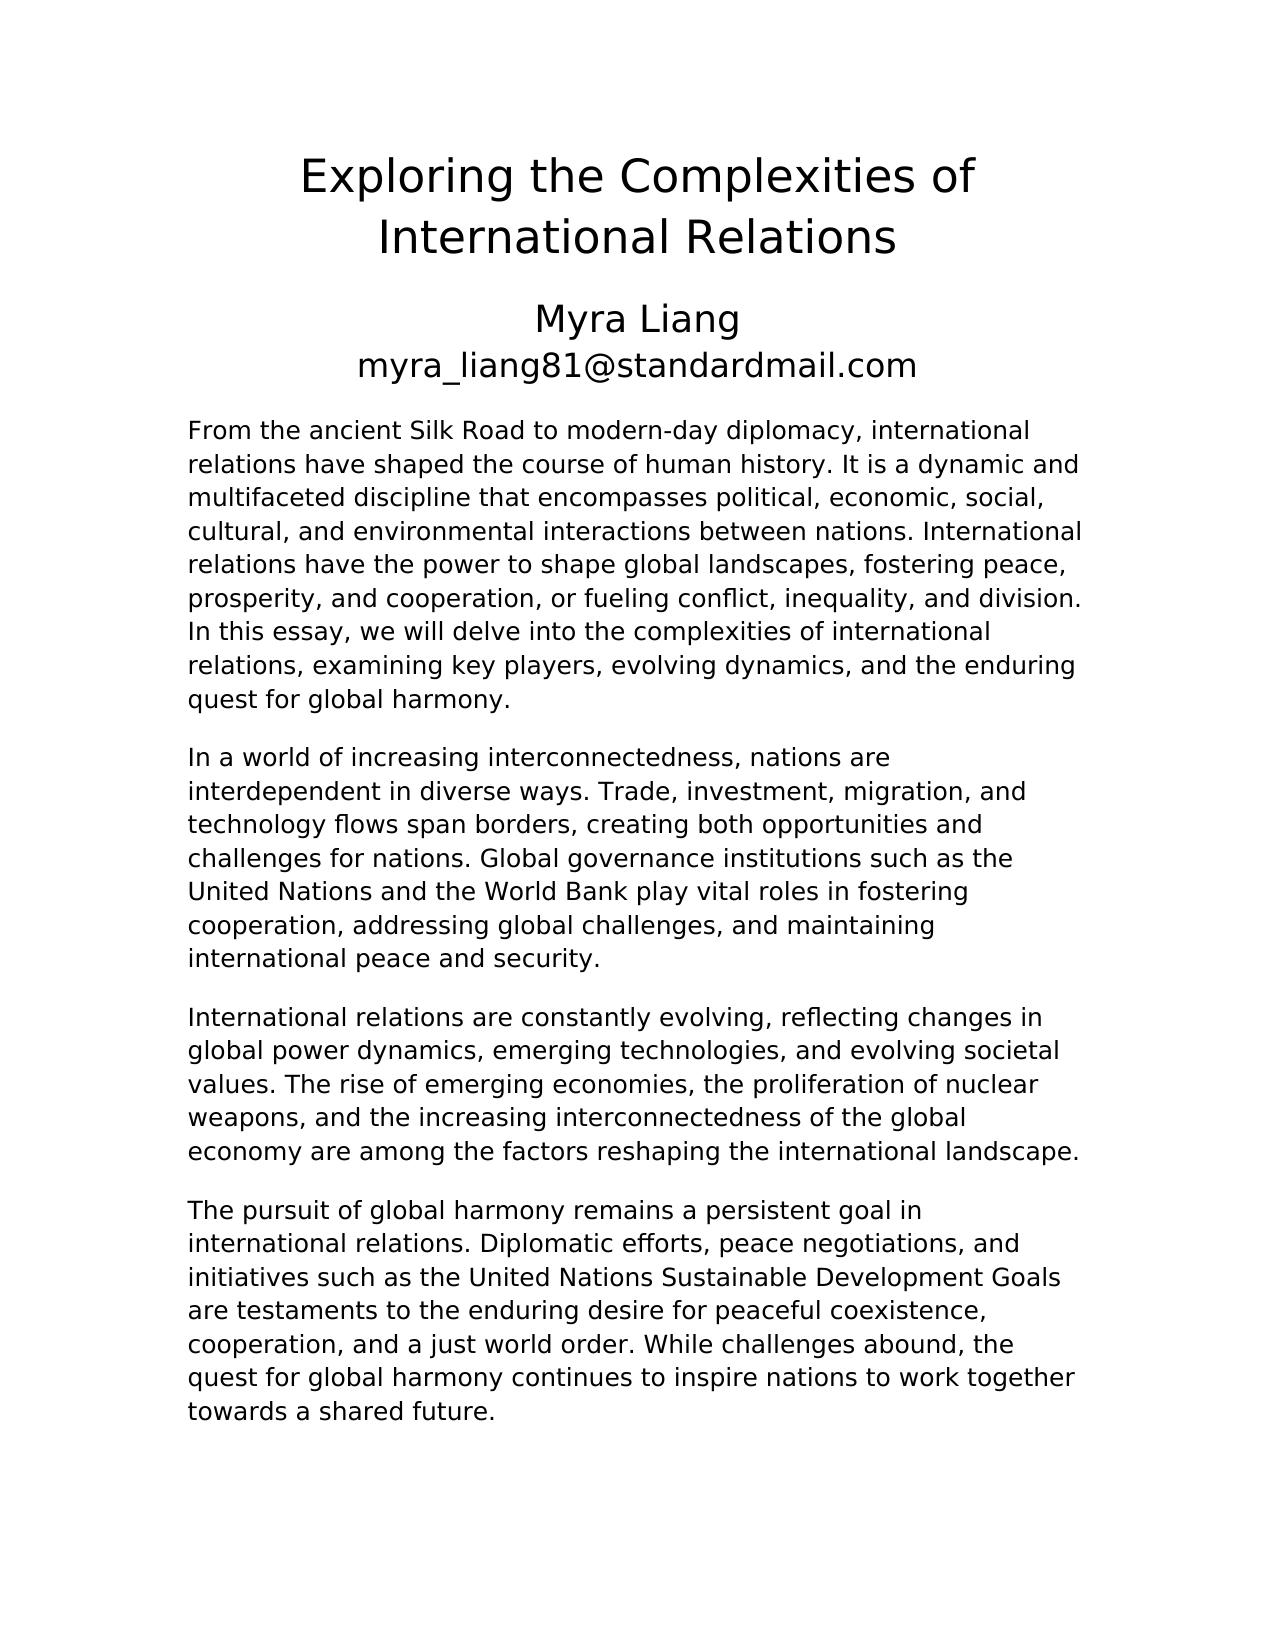 Exploring the Complexities of
International Relations
Myra Liang
myra_liang81@standardmail.com
From the ancient Silk Road to modern-day diplomacy, international
relations have shaped the course of human history. It is a dynamic and
multifaceted discipline that encompasses political, economic, social,
cultural, and environmental interactions between nations. International
relations have the power to shape global landscapes, fostering peace,
prosperity, and cooperation, or fueling conflict, inequality, and division.
In this essay, we will delve into the complexities of international
relations, examining key players, evolving dynamics, and the enduring
quest for global harmony.
In a world of increasing interconnectedness, nations are
interdependent in diverse ways. Trade, investment, migration, and
technology flows span borders, creating both opportunities and
challenges for nations. Global governance institutions such as the
United Nations and the World Bank play vital roles in fostering
cooperation, addressing global challenges, and maintaining
international peace and security.
International relations are constantly evolving, reflecting changes in
global power dynamics, emerging technologies, and evolving societal
values. The rise of emerging economies, the proliferation of nuclear
weapons, and the increasing interconnectedness of the global
economy are among the factors reshaping the international landscape.
The pursuit of global harmony remains a persistent goal in
international relations. Diplomatic efforts, peace negotiations, and
initiatives such as the United Nations Sustainable Development Goals
are testaments to the enduring desire for peaceful coexistence,
cooperation, and a just world order. While challenges abound, the
quest for global harmony continues to inspire nations to work together
towards a shared future.